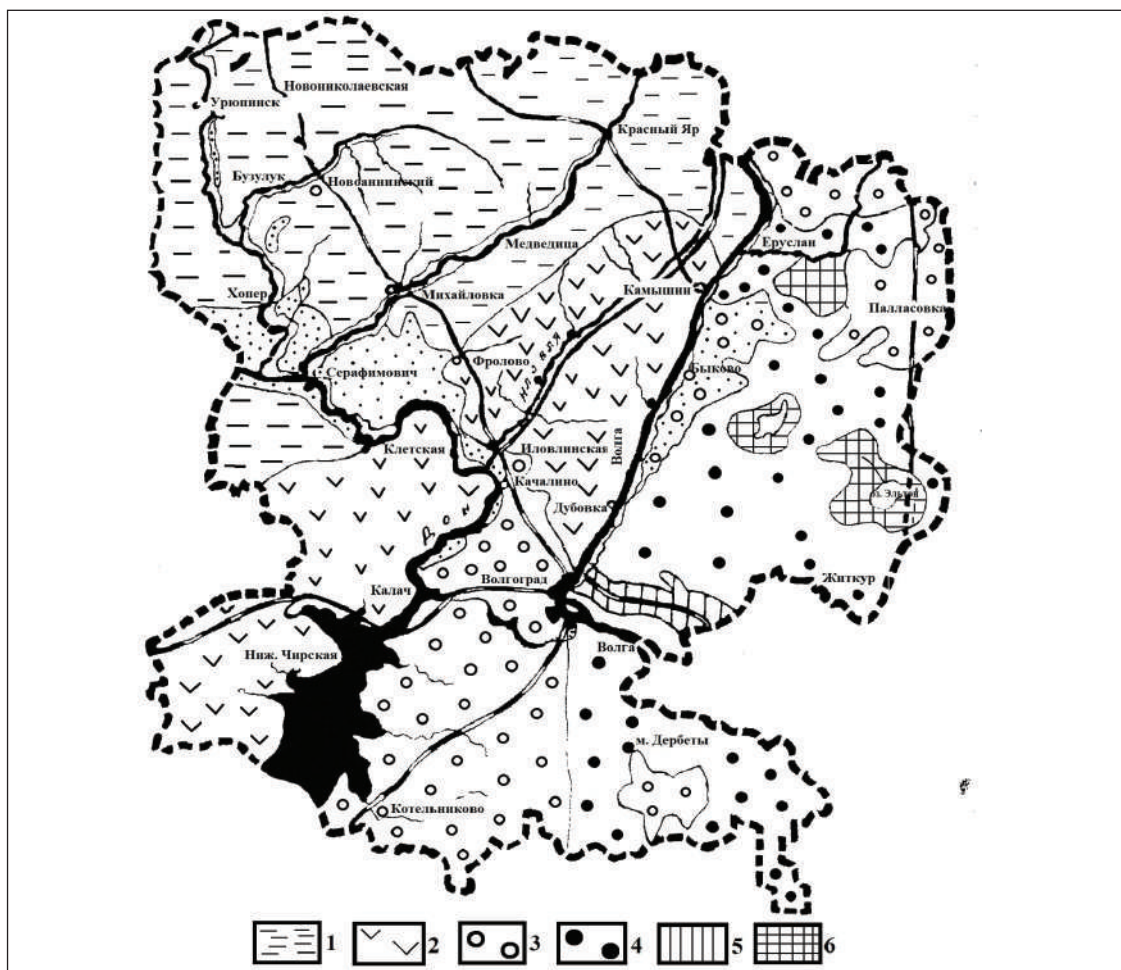 Новониколаевская
Урюпинск
Красный Яр
Бузулук
Новоаннинский
Медведица
Еруслан
Хопер
Михайловка
Камышин
Палласовка
Фролово
Серафимович
Быково
Клетская
Иловлинская
Волга
Качалино
Дубовка
Дон
Житкур
Волгоград
Калач
Волга
Ниж. Чирская
м. Дербеты
Котельниково
1 2 3 4 5 6